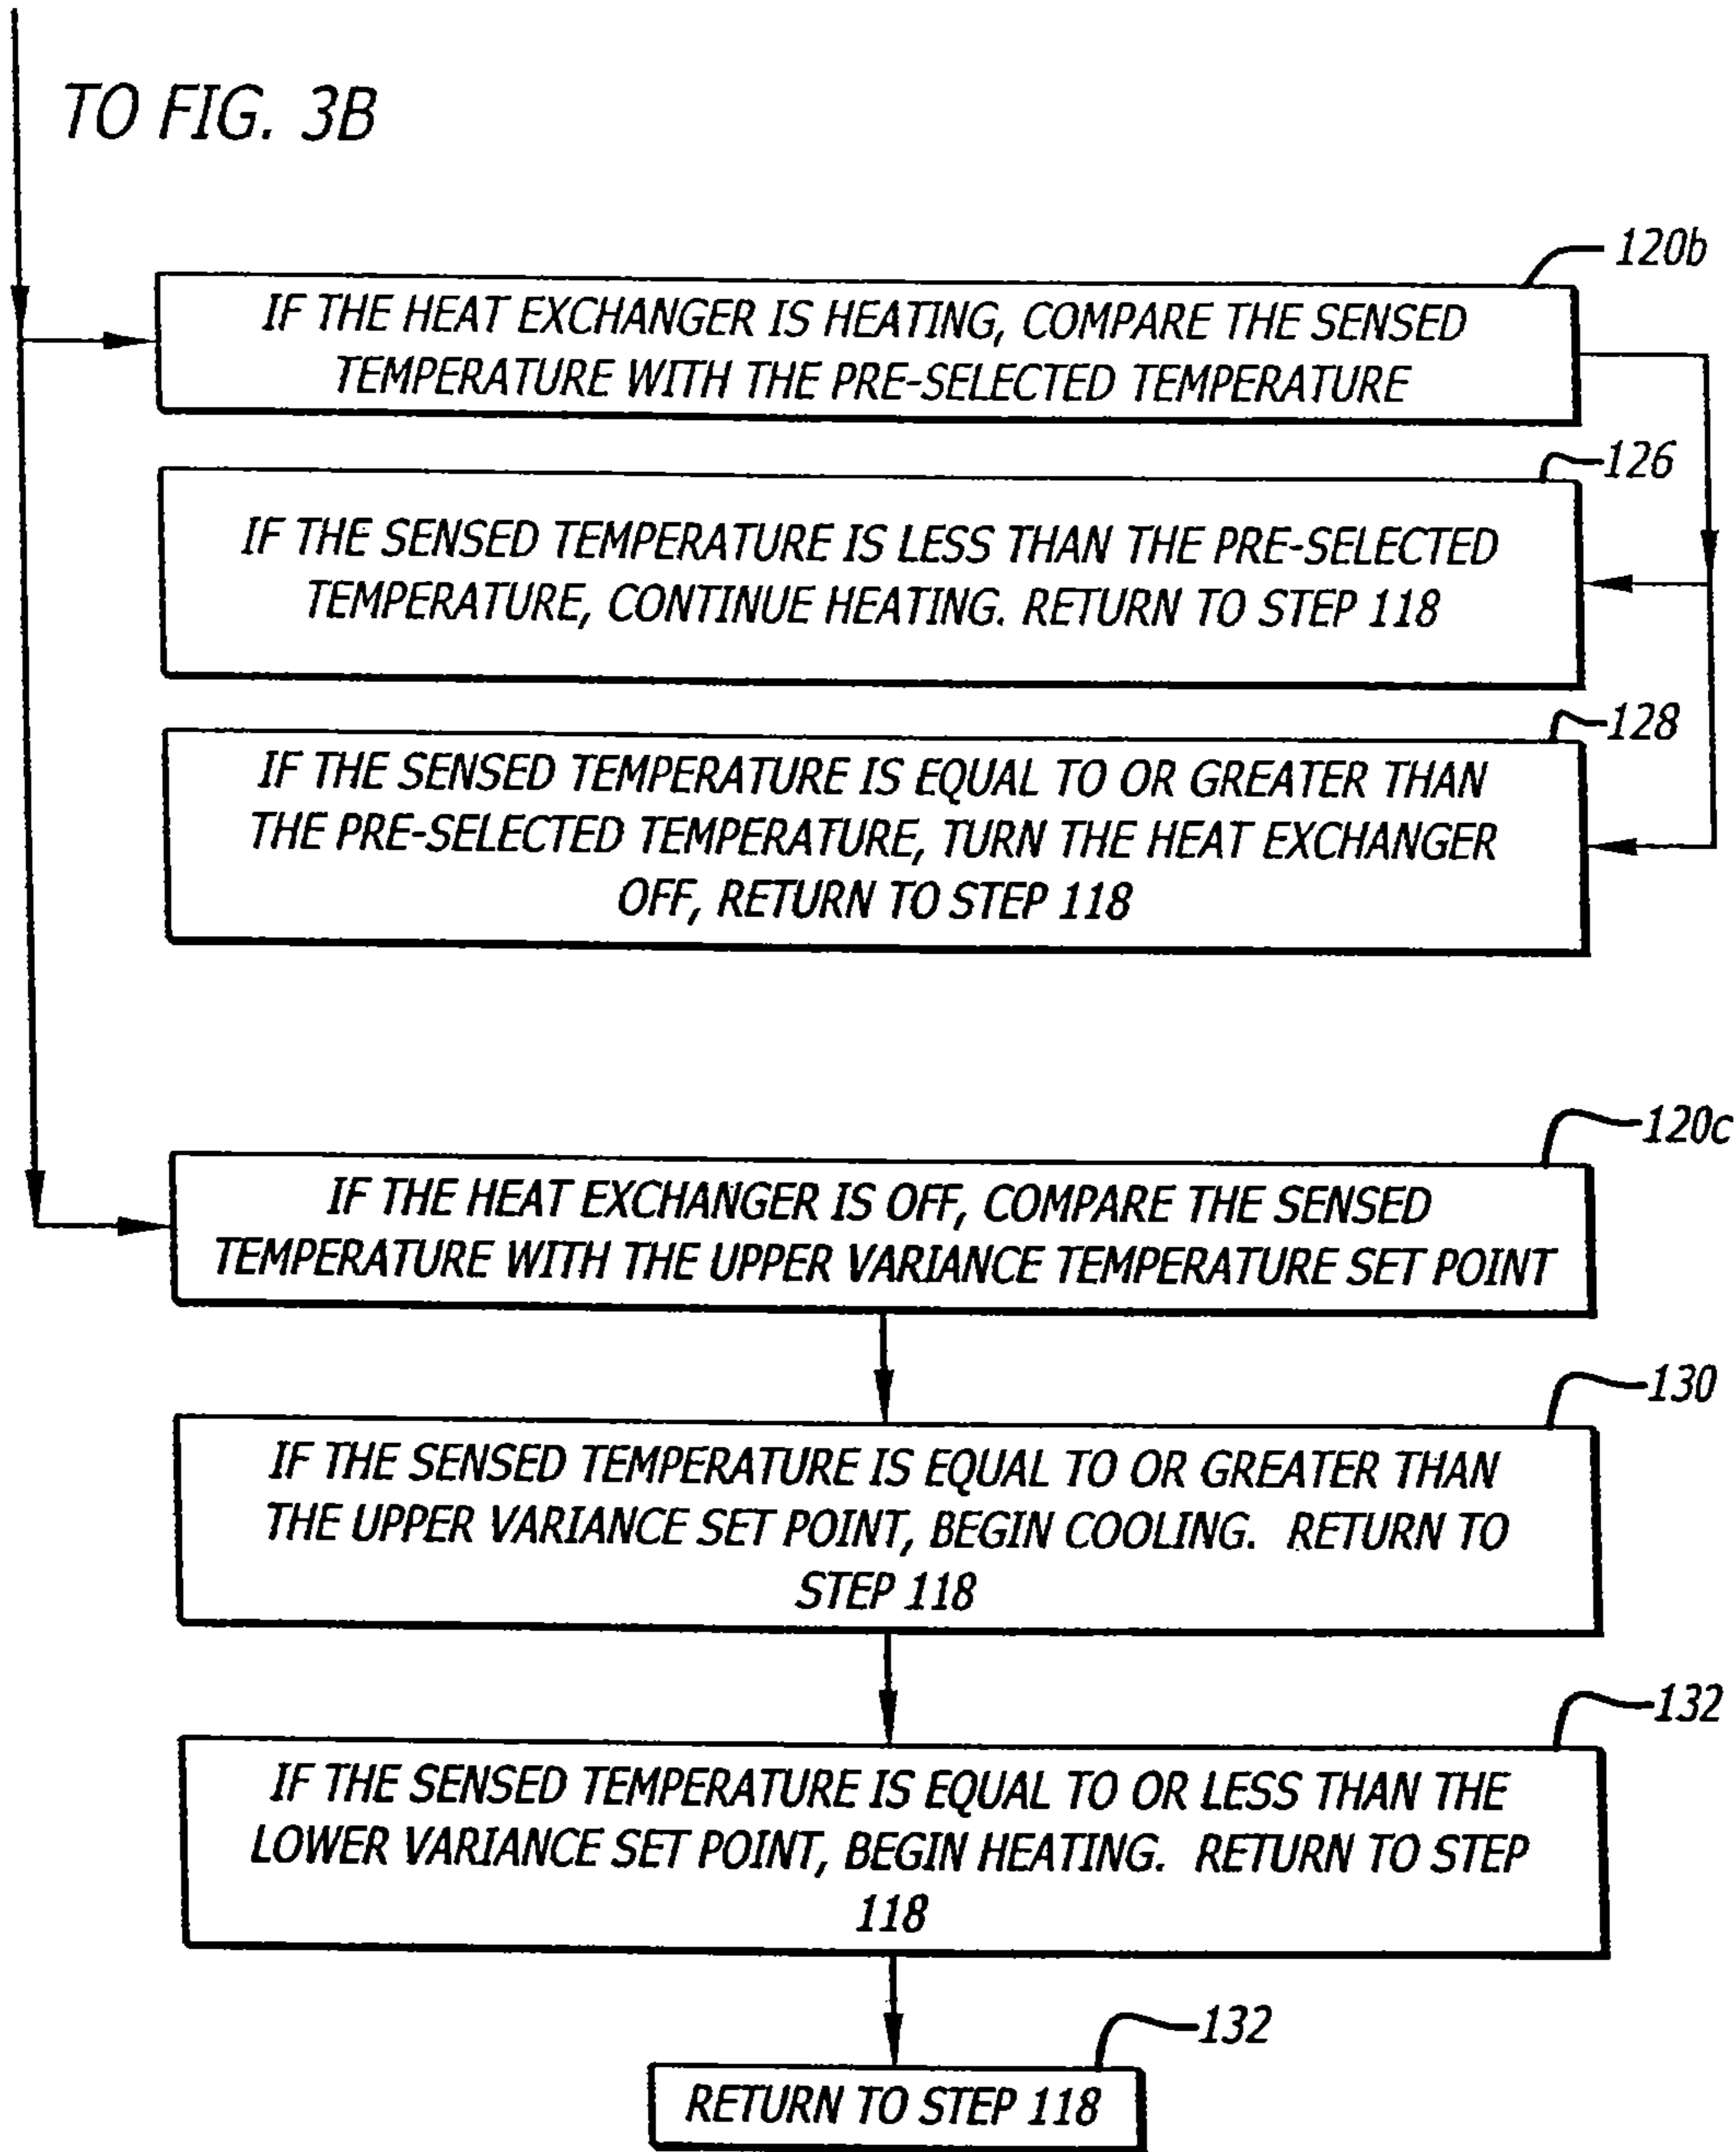 TO FIG. 3B
120b
IF THE HEAT EXCHANGER IS HEATING, COMPARE THE SENSED
TEMPERATURE WITH THE PRE-SELECTED TEMPERATURE
126
IF THE SENSED TEMPERATURE IS LESS THAN THE PRE-SELECTED
TEMPERATURE, CONTINUE HEATING. RETURN TO STEP 118
128
IF THE SENSED TEMPERATURE IS EQUAL TO OR GREATER THAN
THE PRE-SELECTED TEMPERATURE, TURN THE HEAT EXCHANGER
OFF, RETURN TO STEP 118
120c
IF THE HEAT EXCHANGER IS OFF, COMPARE THE SENSED
TEMPERATURE WITH THE UPPER VARIANCE TEMPERATURE SET POINT
130
IF THE SENSED TEMPERATURE IS EQUAL TO OR GREATER THAN
THE UPPER VARIANCE SET POINT, BEGIN COOLING. RETURN TO
STEP 118
132
IF THE SENSED TEMPERATURE IS EQUAL TO OR LESS THAN THE
LOWER VARIANCE SET POINT, BEGIN HEATING. RETURN TO STEP
118
132
RETURN TO STEP 118